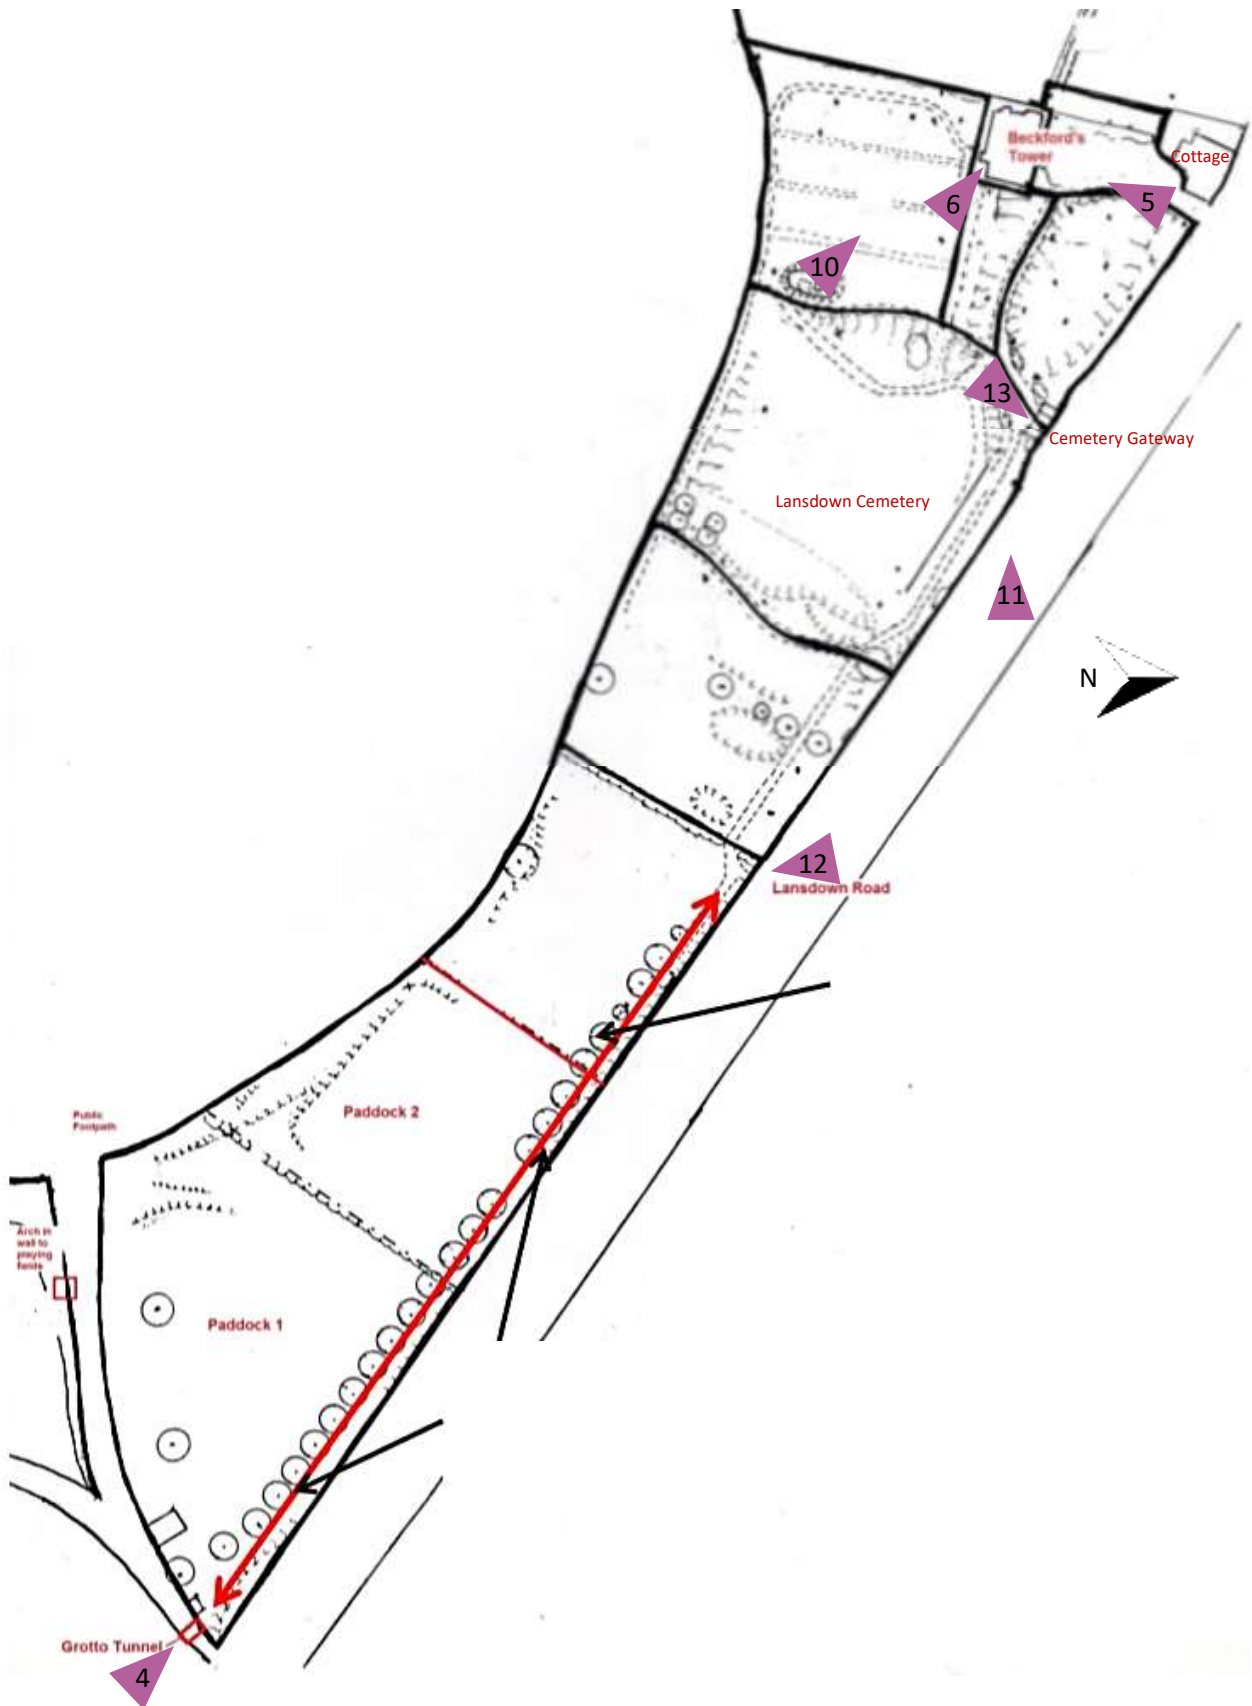 Beckford's
Tower
Cottage
6
5
10
13
Cemetery Gateway
Lansdown Cemetery
11
N
12
Lansdown Road
Paddock 2
Public
Footpath
Arch in
wall to
playing
fields
Paddock 1
Grotto Tunnel
4